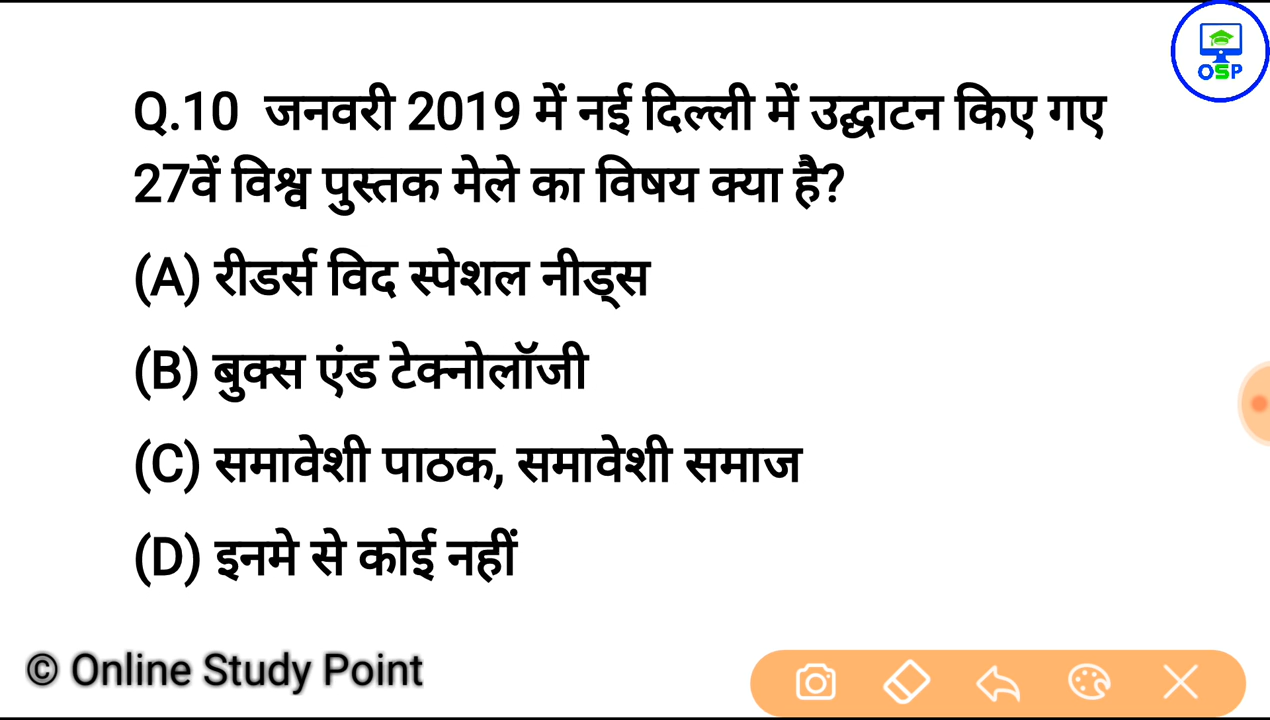 OSP
Q.10 जनवरी 2019 में नई दिल्ली में उद्घाटन किए गए
27वें विश्व पुस्तक मेले का विषय क्या है?
(A) रीडर्स विद स्पेशल नीड्स
(B) बुक्स एंड टेक्नोलॉजी
(C) समावेशी पाठक, समावेशी समाज
(D) इनमे से कोई नहीं
© Online Study Point